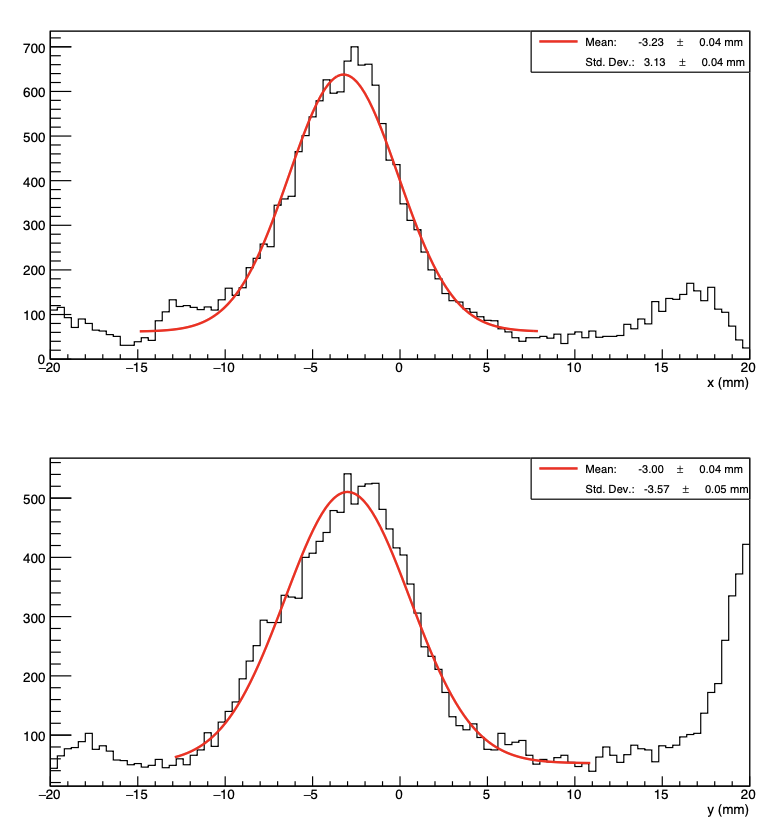 700
600
500
400
300
200
100
0
−20 −15 −10 −5 0 5 10 15 20
x (mm)
Mean: -3.23 ± 0.04 mm
Std. Dev.: 3.13 ± 0.04 mm
500
400
300
200
100
−20 −15 −10 −5 0 5 10 15 20
y (mm)
Mean: -3.00 ± 0.04 mm
Std. Dev.: -3.57 ± 0.05 mm